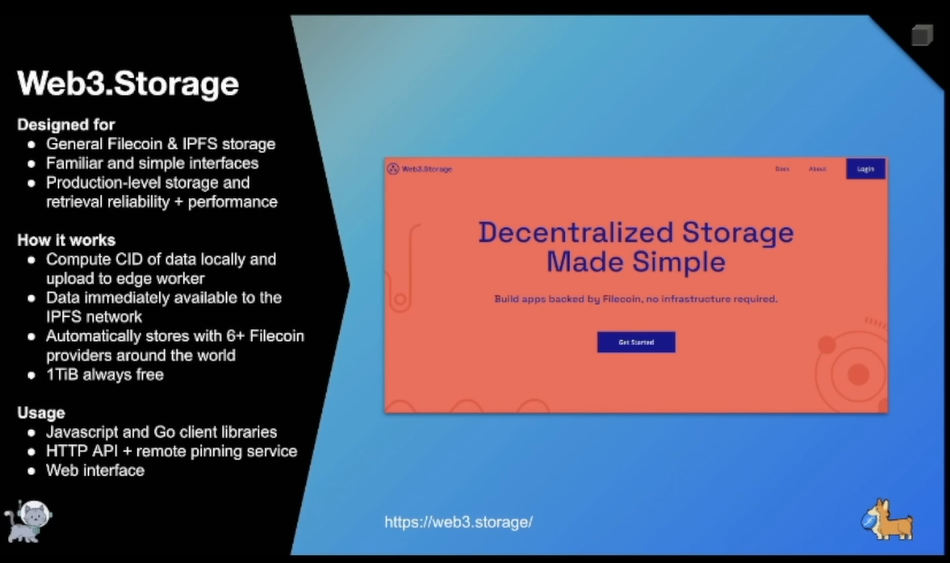 Web3.Storage
Designed for
● General Filecoin & IPFS storage
● Familiar and simple interfaces
● Production-level storage and
retrieval reliability + performance
How it works
● Compute CID of data locally and
upload to edge worker
● Data immediately available to the
IPFS network
● Automatically stores with 6+ Filecoin
providers around the world
● 1TiB always free
Usage
● Javascript and Go client libraries
● HTTP API + remote pinning service
● Web interface
Web3.Storage
Docs About Login
Decentralized Storage
Made Simple
Build apps backed by Filecoin, no infrastructure required.
Get Started
https://web3.storage/